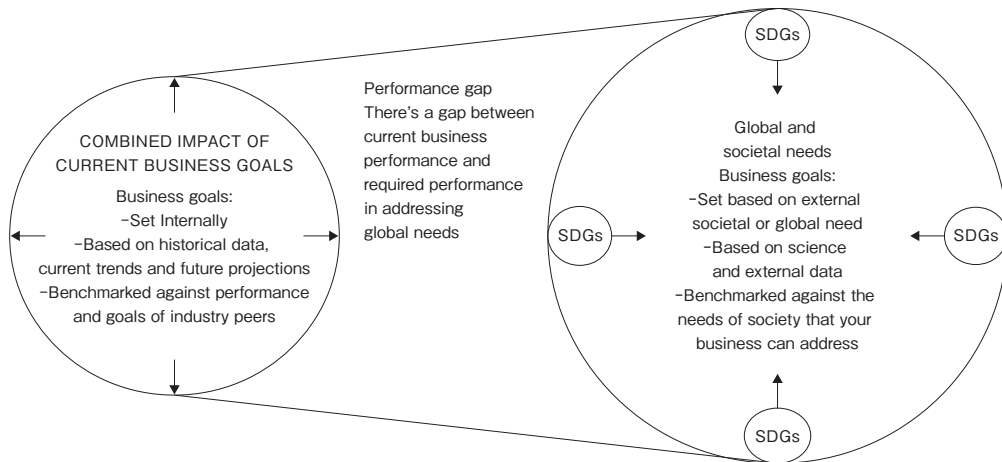 COMBINED IMPACT OF
CURRENT BUSINESS GOALS
Business goals:
-Set Internally
-Based on historical data,
current trends and future projections
-Benchmarked against performance
and goals of industry peers
Performance gap
There's a gap between
current business
performance and
required performance
in addressing
global needs
SDGs
SDGs
Global and
societal needs
Business goals:
-Set based on external
societal or global need
-Based on science
and external data
-Benchmarked against the
needs of society that your
business can address
SDGs
SDGs